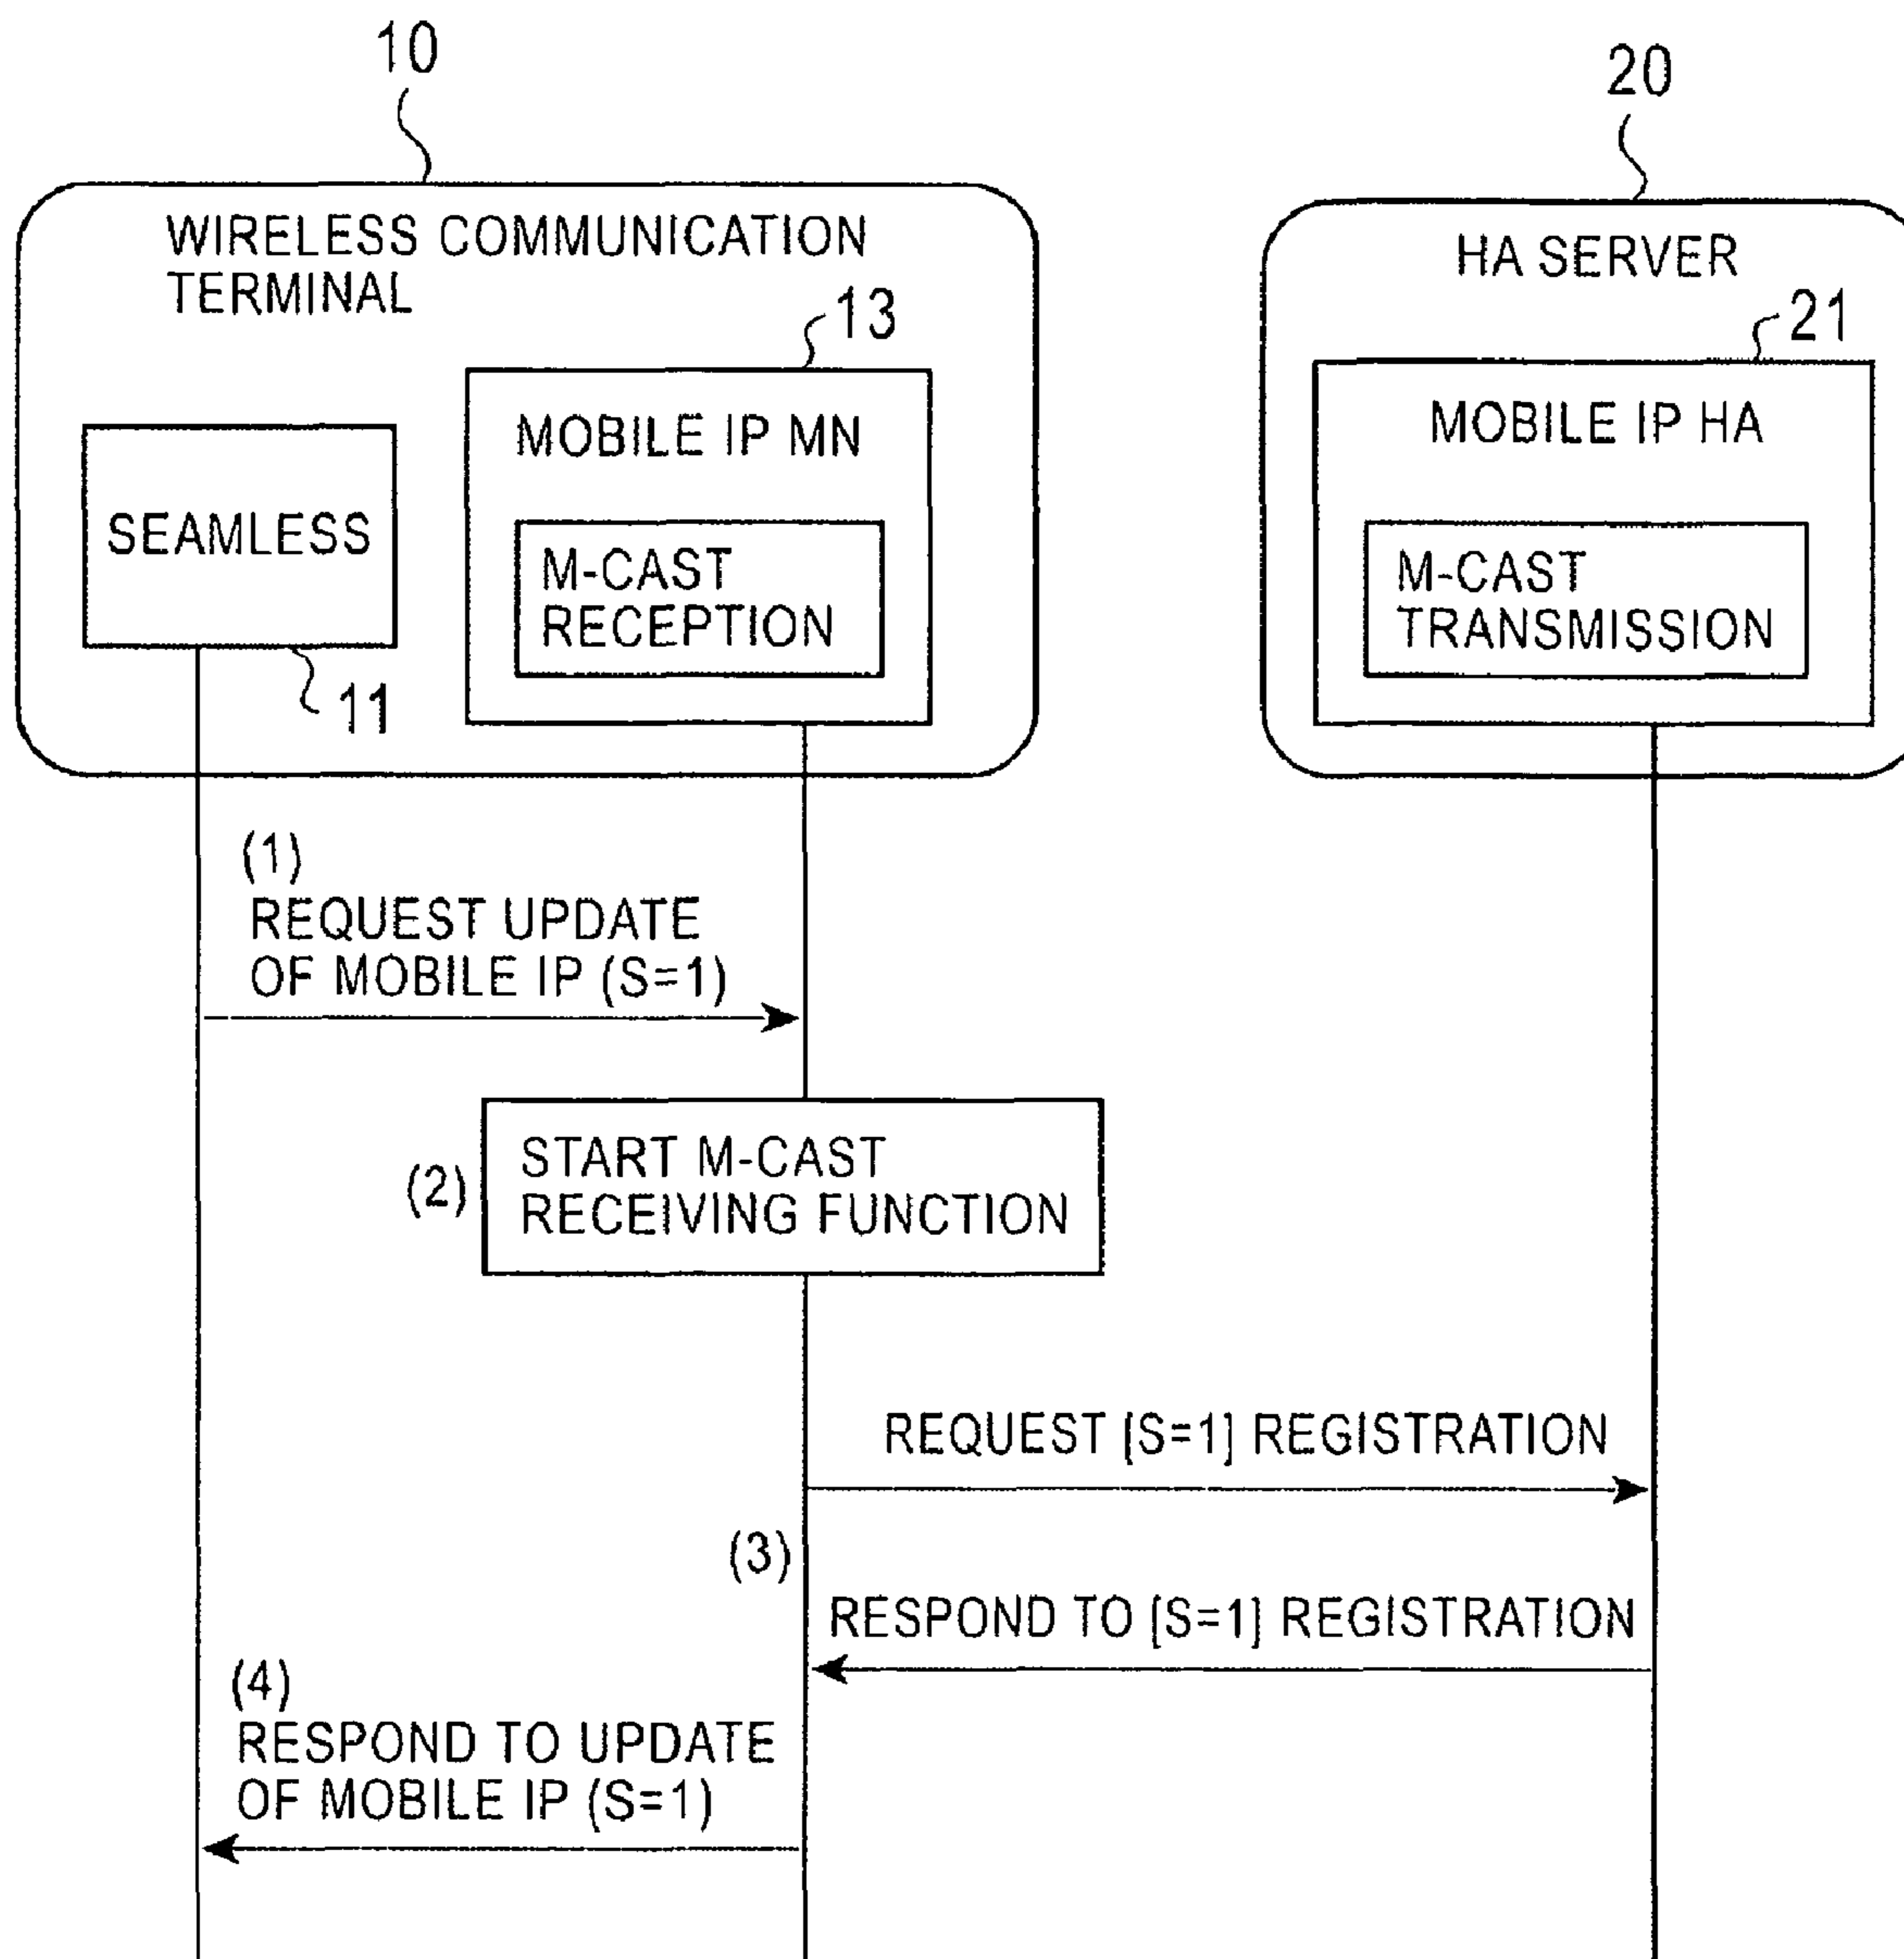 10
20
WIRELESS COMMUNICATION
TERMINAL
HA SERVER
13
21
MOBILE IP MN
MOBILE IP HA
SEAMLESS
M-CAST
RECEPTION
M-CAST
TRANSMISSION
11
(1)
REQUEST UPDATE
OF MOBILE IP (S=1)
(2)
START M-CAST
RECEIVING FUNCTION
REQUEST [S=1] REGISTRATION
(3)
RESPOND TO [S=1] REGISTRATION
(4)
RESPOND TO UPDATE
OF MOBILE IP (S=1)